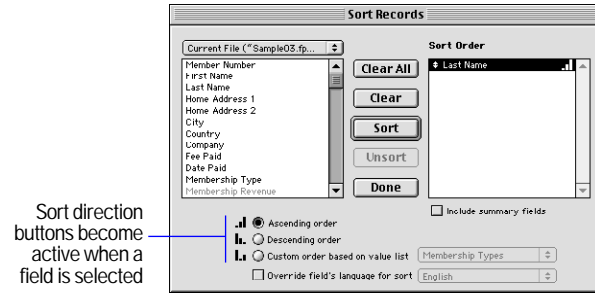 Sort Records
Current File ("Sample03.fp...
Sort Order
Member Number
First Name
Last Name
Home Address 1
Home Address 2
City
Country
Company
Fee Paid
Date Paid
Membership Type
Membership Revenue
Clear All
Clear
Sort
Unsort
Done
Last Name
Include summary fields
Sort direction
buttons become
active when a
field is selected
Ascending order
Descending order
Custom order based on value list
Membership Types
Override field's language for sort
English